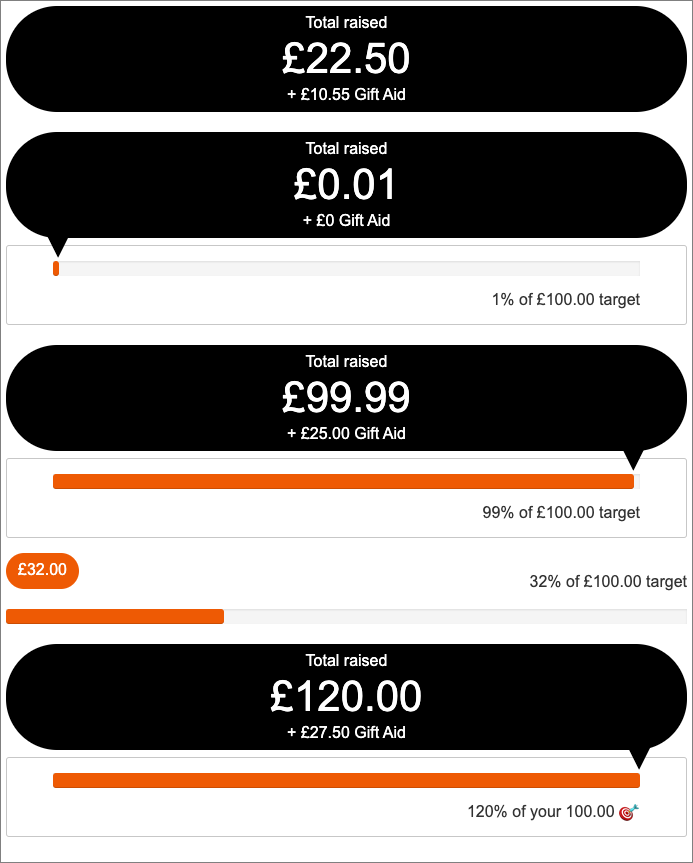 Total raised
£22.50
+ £10.55 Gift Aid
Total raised
£0.01
+ £0 Gift Aid
1% of £100.00 target
Total raised
£99.99
+ £25.00 Gift Aid
99% of £100.00 target
£32.00
32% of £100.00 target
Total raised
£120.00
+ £27.50 Gift Aid
120% of your 100.00 🎯